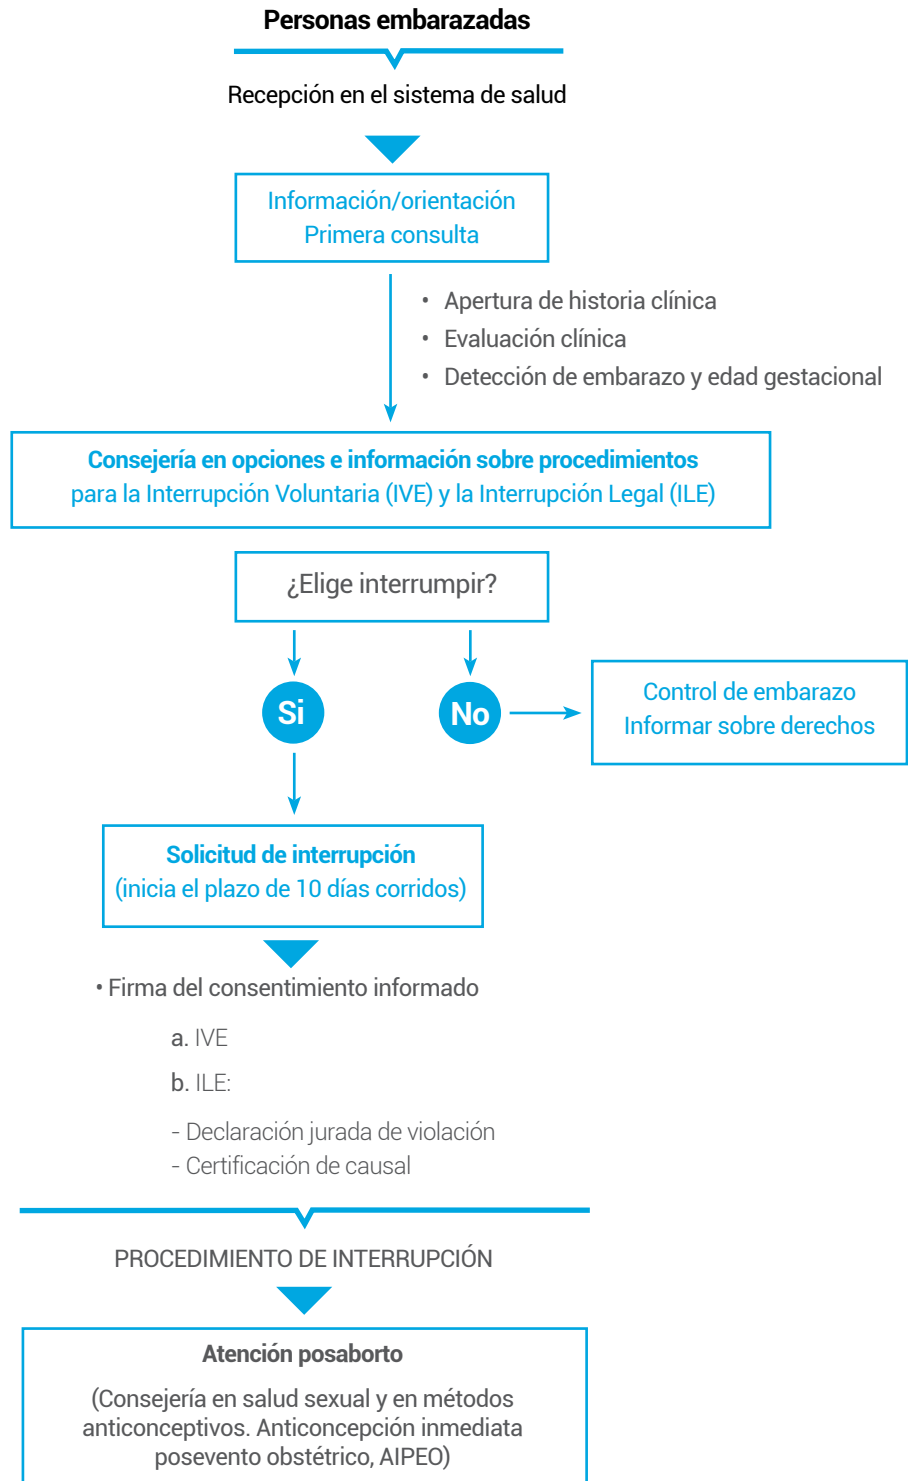 Personas embarazadas
Recepción en el sistema de salud
Información/orientación
Primera consulta
• Apertura de historia clínica
• Evaluación clínica
• Detección de embarazo y edad gestacional
Consejería en opciones e información sobre procedimientos
para la Interrupción Voluntaria (IVE) y la Interrupción Legal (ILE)
¿Elige interrumpir?
Si
No
Control de embarazo
Informar sobre derechos
Solicitud de interrupción
(inicia el plazo de 10 días corridos)
• Firma del consentimiento informado
a. IVE
b. ILE:
- Declaración jurada de violación
- Certificación de causal
PROCEDIMIENTO DE INTERRUPCIÓN
Atención posaborto
(Consejería en salud sexual y en métodos
anticonceptivos. Anticoncepción inmediata
posevento obstétrico, AIPEO)